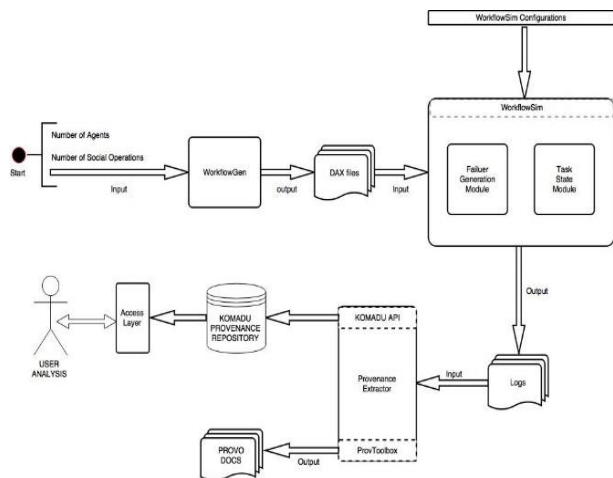 WorkflowSim Configurations
WorkflowSim
Number of Agents
Number of Social Operations
Start
Input
WorkflowGen
output
DAX files
Input
Failuer
Generation
Module
Task
State
Module
Output
USER
ANALYSIS
Access
Layer
KOMADU
PROVENANCE
REPOSITORY
KOMADU API
Provenance
Extractor
ProvToolbox
Input
Logs
PROVO
DOCS
Output